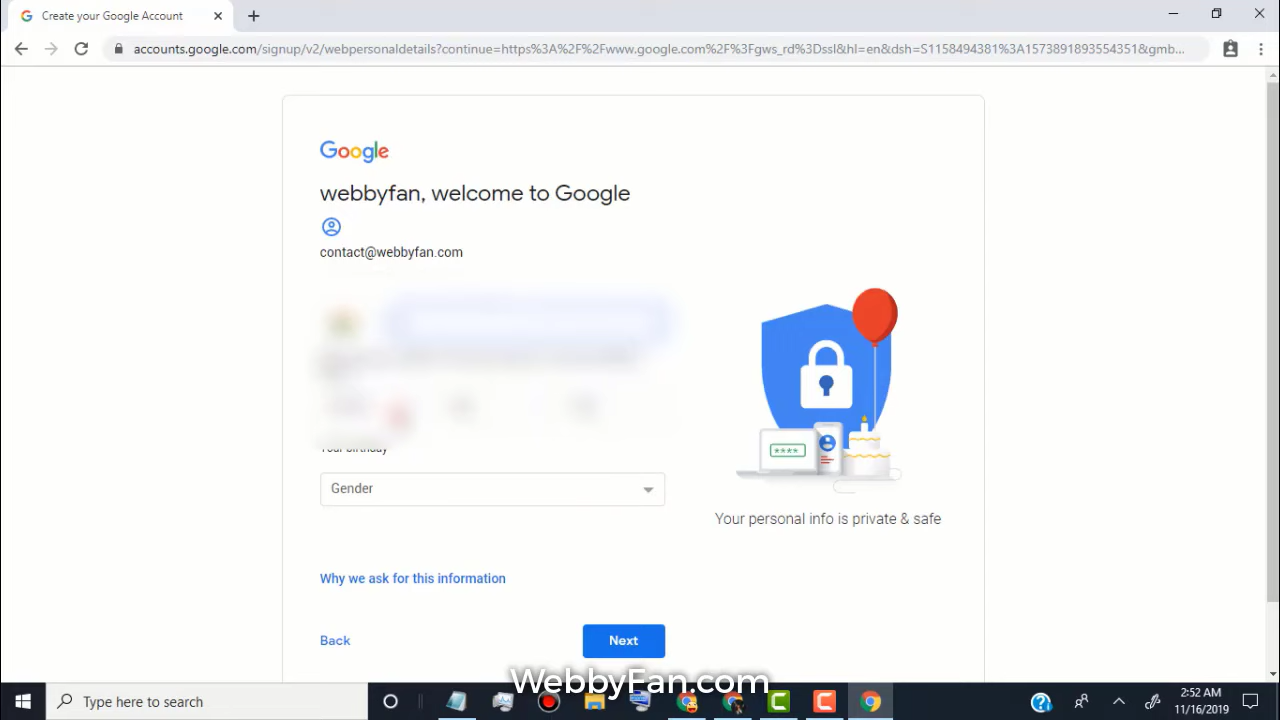 Create your Google Account
accounts.google.com/signup/v2/webpersonaldetails?continue=https%3A%2F%2Fwww.google.com%2F%3Fgws_rd%3Dssl&hl=en&dsh=S1158494381%3A1573891893554351&gmb...
Google
webbyfan, welcome to Google
contact@webbyfan.com
Your birthday
Gender
****
Your personal info is private & safe
Why we ask for this information
Back
Next
WebbyFan.com
Type here to search
2:52 AM
11/16/2019